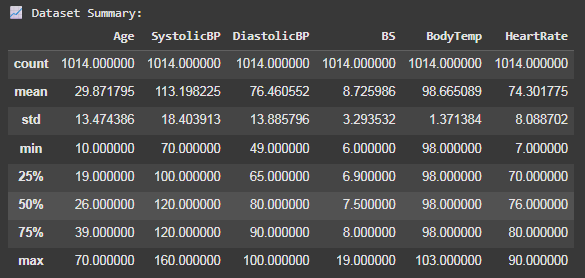 📈 Dataset Summary:
Age SystolicBP DiastolicBP BS BodyTemp HeartRate
count 1014.000000 1014.000000 1014.000000 1014.000000 1014.000000 1014.000000
mean 29.871795 113.198225 76.460552 8.725986 98.665089 74.301775
std 13.474386 18.403913 13.885796 3.293532 1.371384 8.088702
min 10.000000 70.000000 49.000000 6.000000 98.000000 7.000000
25% 19.000000 100.000000 65.000000 6.900000 98.000000 70.000000
50% 26.000000 120.000000 80.000000 7.500000 98.000000 76.000000
75% 39.000000 120.000000 90.000000 8.000000 98.000000 80.000000
max 70.000000 160.000000 100.000000 19.000000 103.000000 90.000000